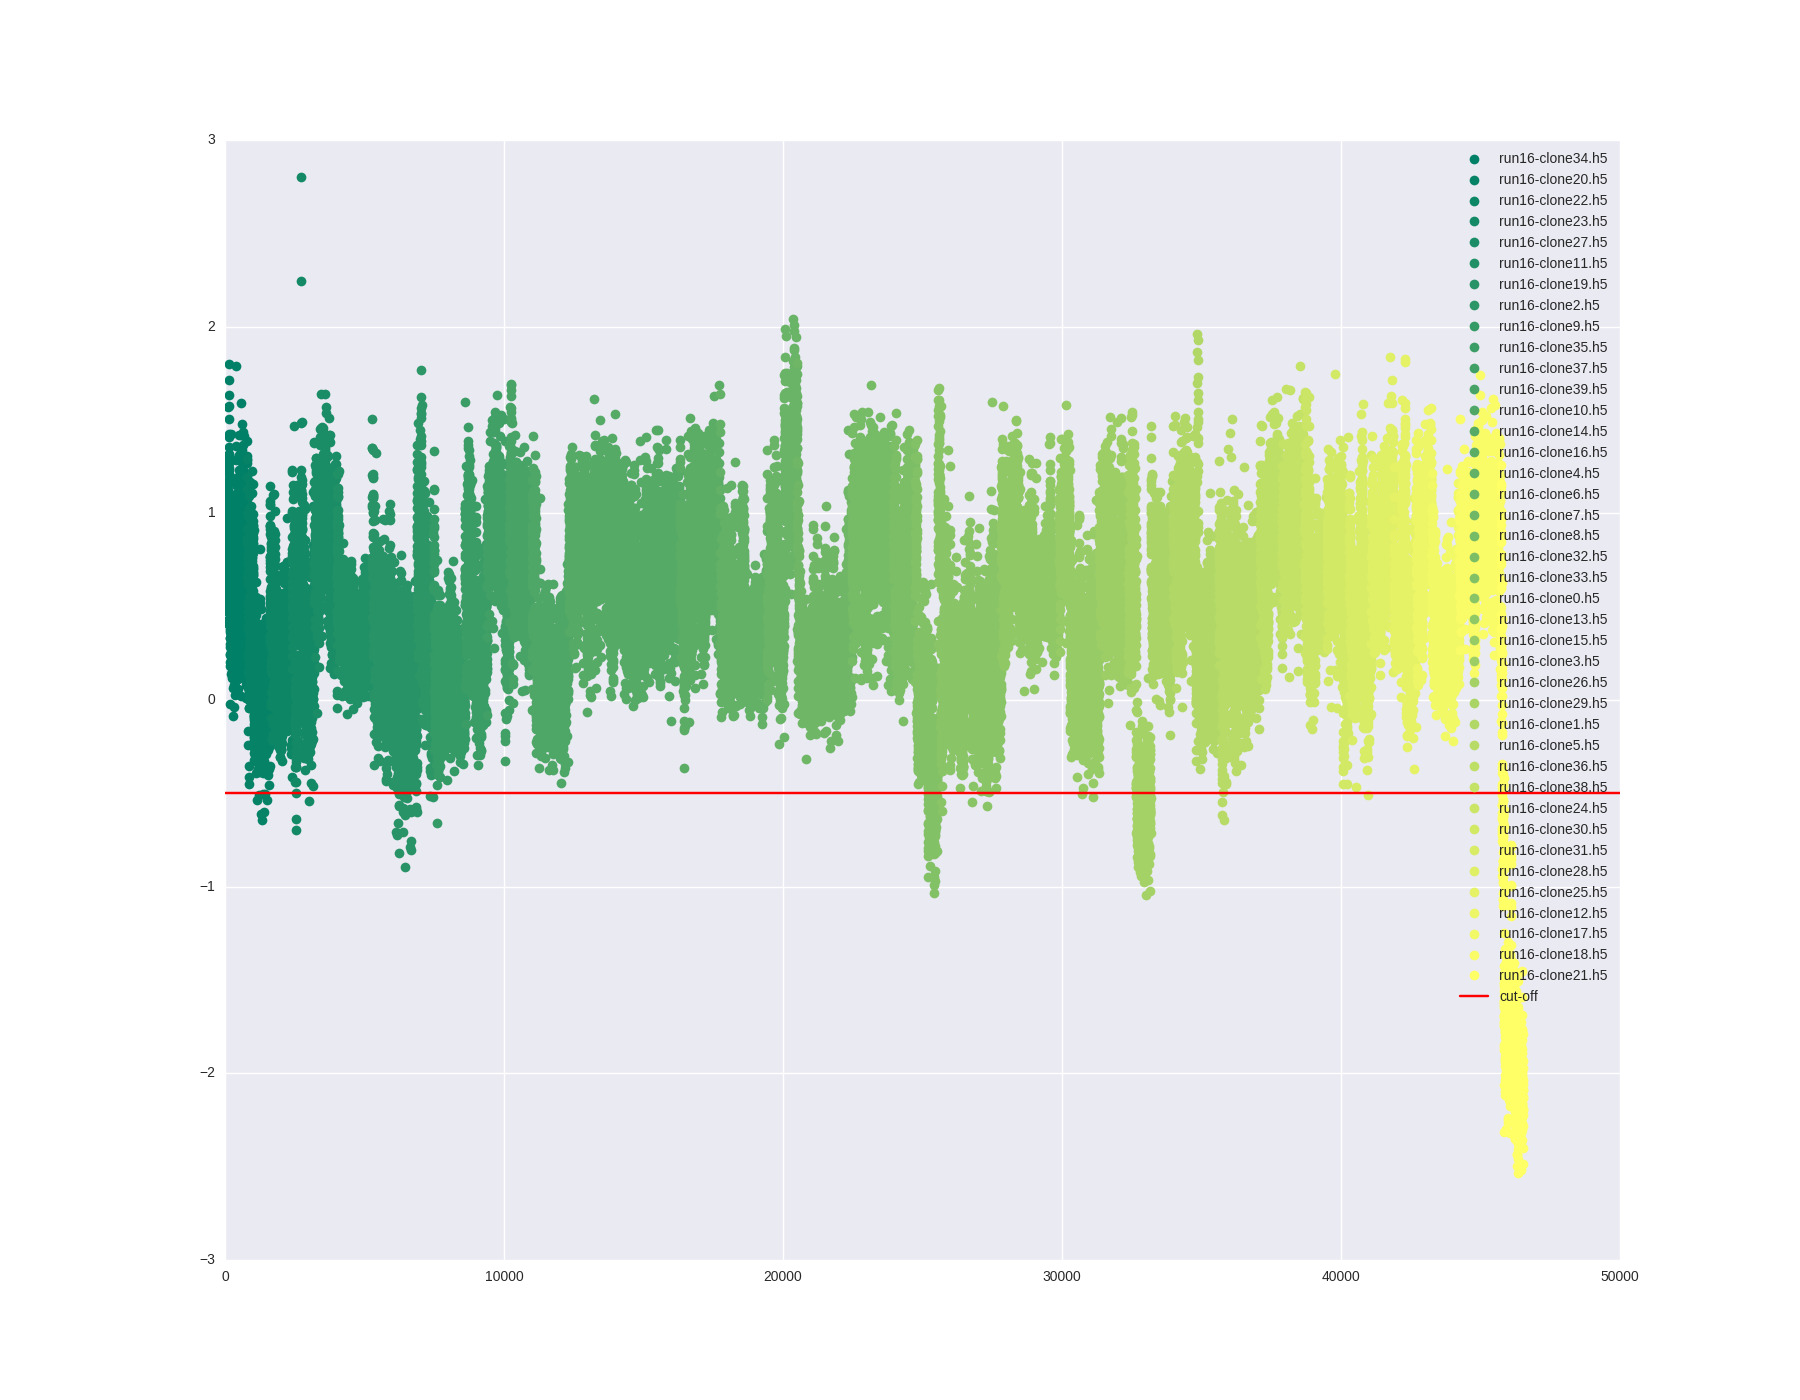 3
2
1
0
−1
−2
−3
0
10000
20000
30000
40000
50000
run16-clone34.h5
run16-clone20.h5
run16-clone22.h5
run16-clone23.h5
run16-clone27.h5
run16-clone11.h5
run16-clone19.h5
run16-clone2.h5
run16-clone9.h5
run16-clone35.h5
run16-clone37.h5
run16-clone39.h5
run16-clone10.h5
run16-clone14.h5
run16-clone16.h5
run16-clone4.h5
run16-clone6.h5
run16-clone7.h5
run16-clone8.h5
run16-clone32.h5
run16-clone33.h5
run16-clone0.h5
run16-clone13.h5
run16-clone15.h5
run16-clone3.h5
run16-clone26.h5
run16-clone29.h5
run16-clone1.h5
run16-clone5.h5
run16-clone36.h5
run16-clone38.h5
run16-clone24.h5
run16-clone30.h5
run16-clone31.h5
run16-clone28.h5
run16-clone25.h5
run16-clone12.h5
run16-clone17.h5
run16-clone18.h5
run16-clone21.h5
cut-off